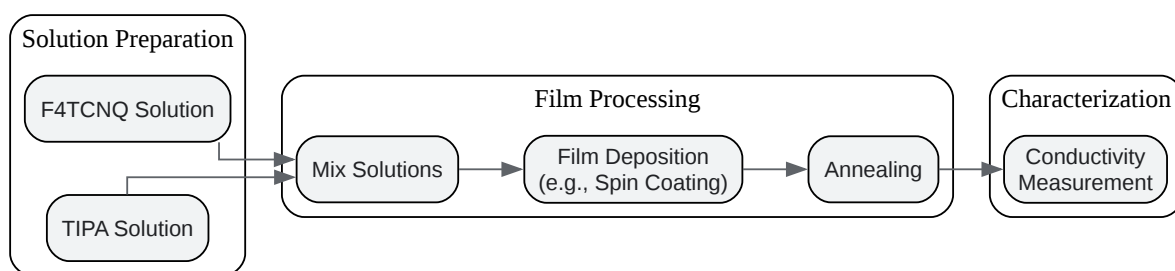 Solution Preparation
F4TCNQ Solution
TIPA Solution
Film Processing
Mix Solutions
Film Deposition
(e.g., Spin Coating)
Annealing
Characterization
Conductivity
Measurement